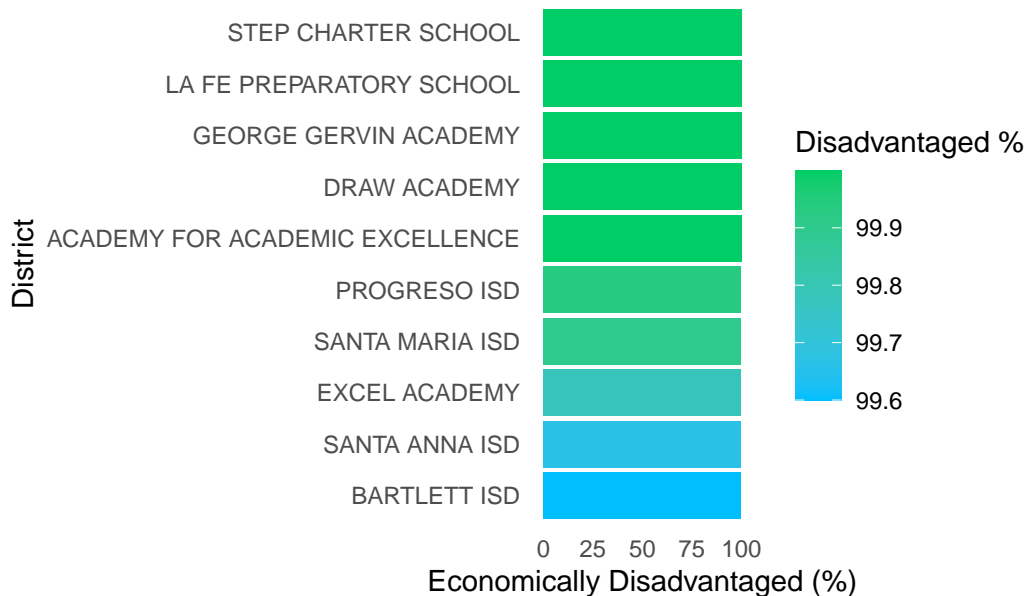 STEP CHARTER SCHOOL
LA FE PREPARATORY SCHOOL
GEORGE GERVIN ACADEMY
DRAW ACADEMY
ACADEMY FOR ACADEMIC EXCELLENCE
PROGRESO ISD
SANTA MARIA ISD
EXCEL ACADEMY
SANTA ANNA ISD
BARTLETT ISD
District
0 25 50 75 100
Economically Disadvantaged (%)
Disadvantaged %
99.9
99.8
99.7
99.6